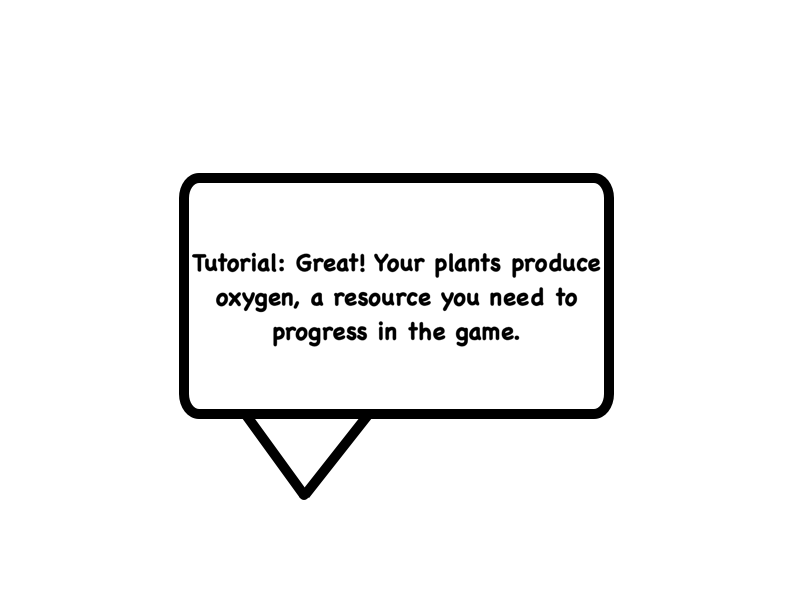 Tutorial: Great! Your plants produce
oxygen, a resource you need to
progress in the game.